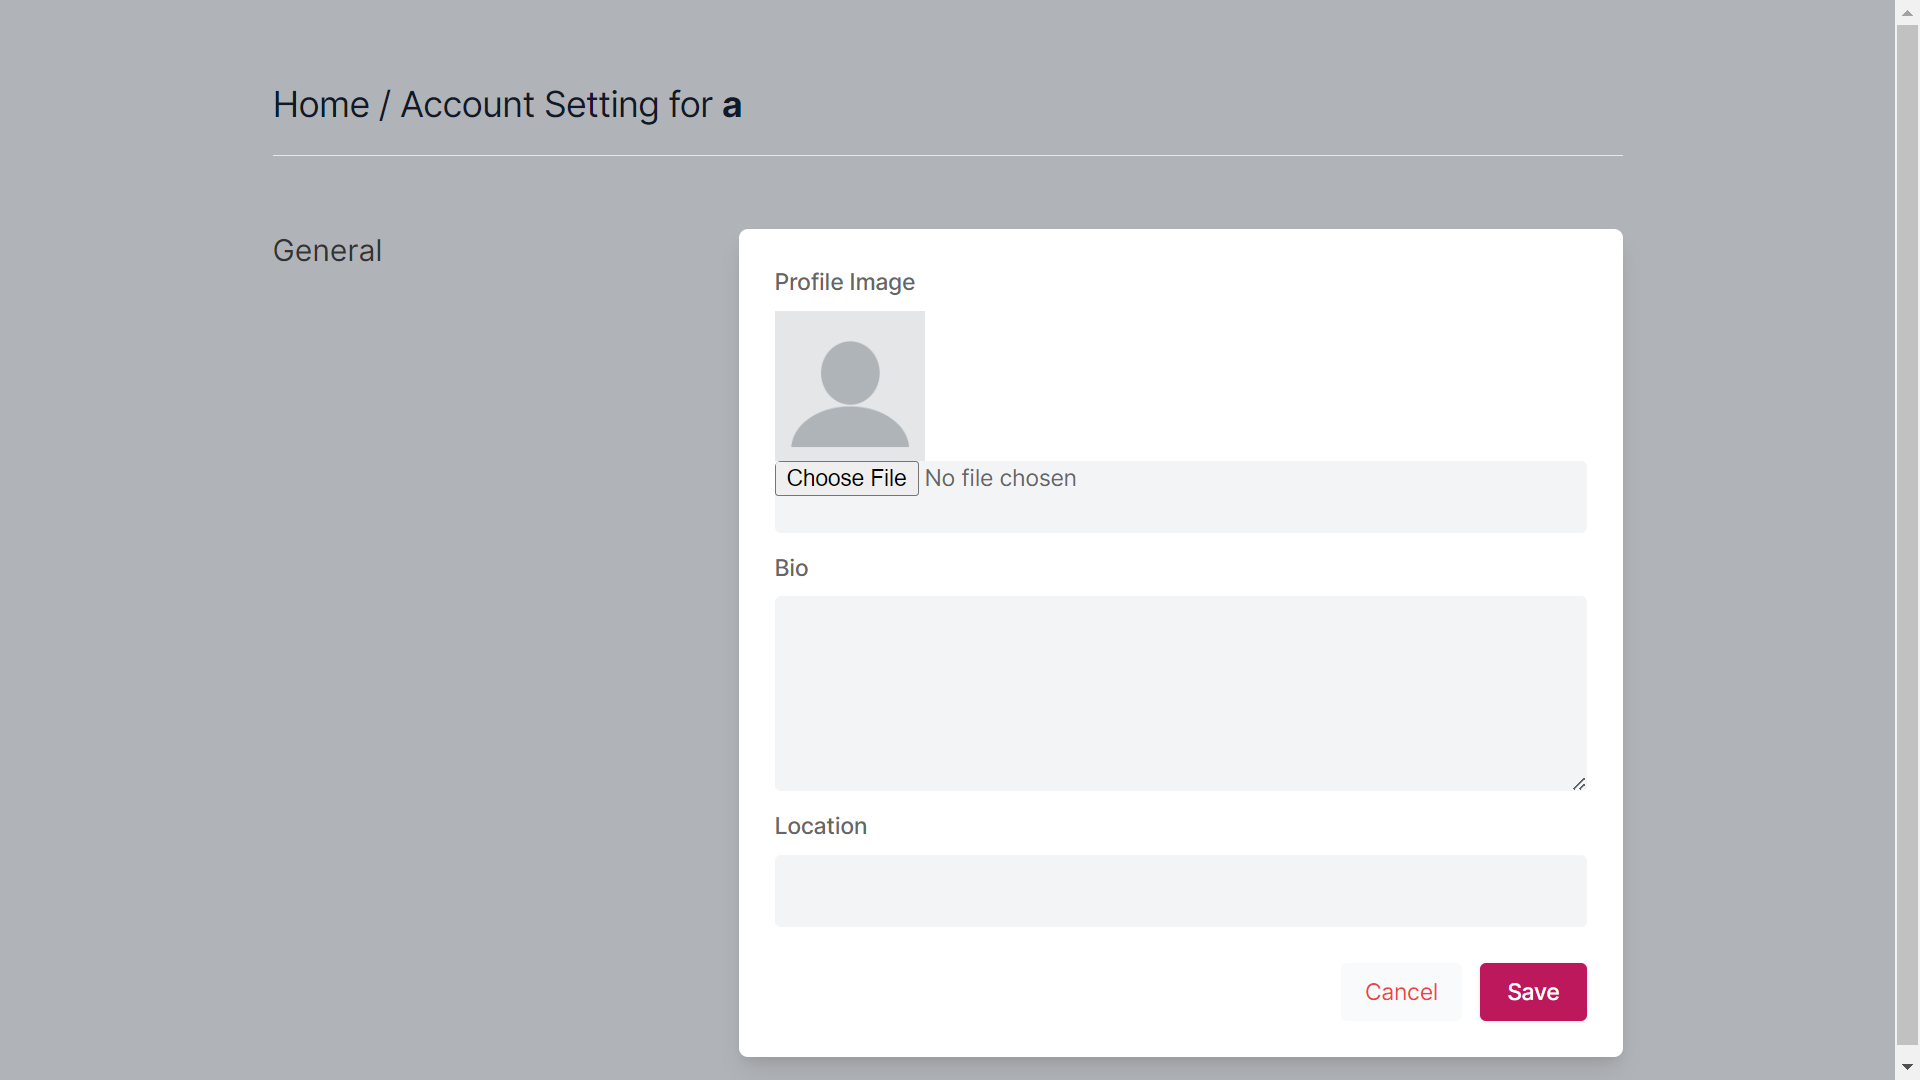 Home / Account Setting for a
General
Profile Image
Choose File No file chosen
Bio
Location
Cancel
Save